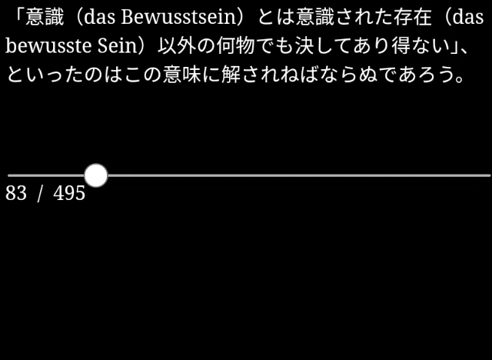 「意識（das Bewusstsein）とは意識された存在（das
bewusste Sein）以外の何物でも決してあり得ない」、
といったのはこの意味に解されねばならぬであろう。
83 / 495